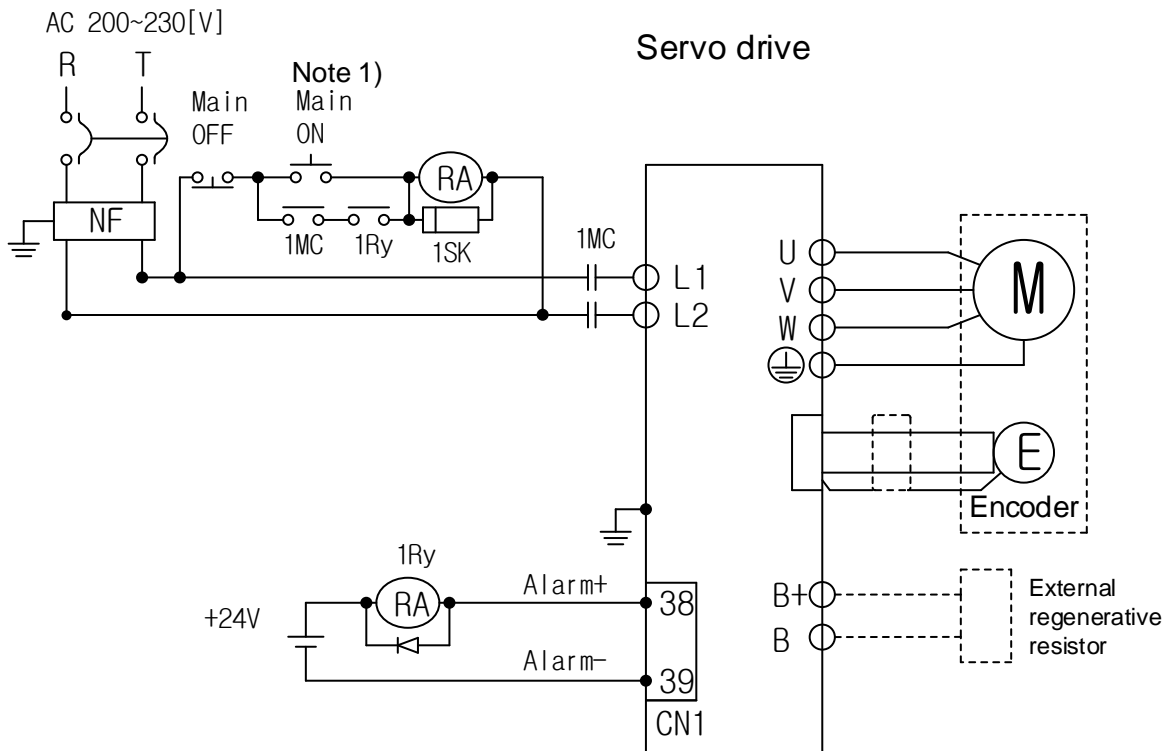 AC 200~230[V]
R
T
Servo drive
Note 1)
Main
OFF
Main
ON
RA
NF
1MC
1Ry
1SK
1MC
L1
L2
U
V
W
M
E
Encoder
1Ry
RA
+24V
Alarm+
38
Alarm-
39
CN1
B+
B
External
regenerative
resistor